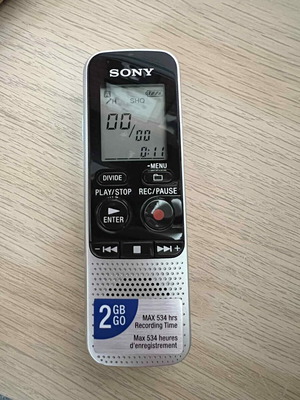 SONY
SHQ
00/00
0:11
DIVIDE
•MENU
PLAY/STOP
REC/PAUSE
ENTER
2 GB
GO
MAX 534 hrs
Recording Time
Max 534 heures
d'enregistrement